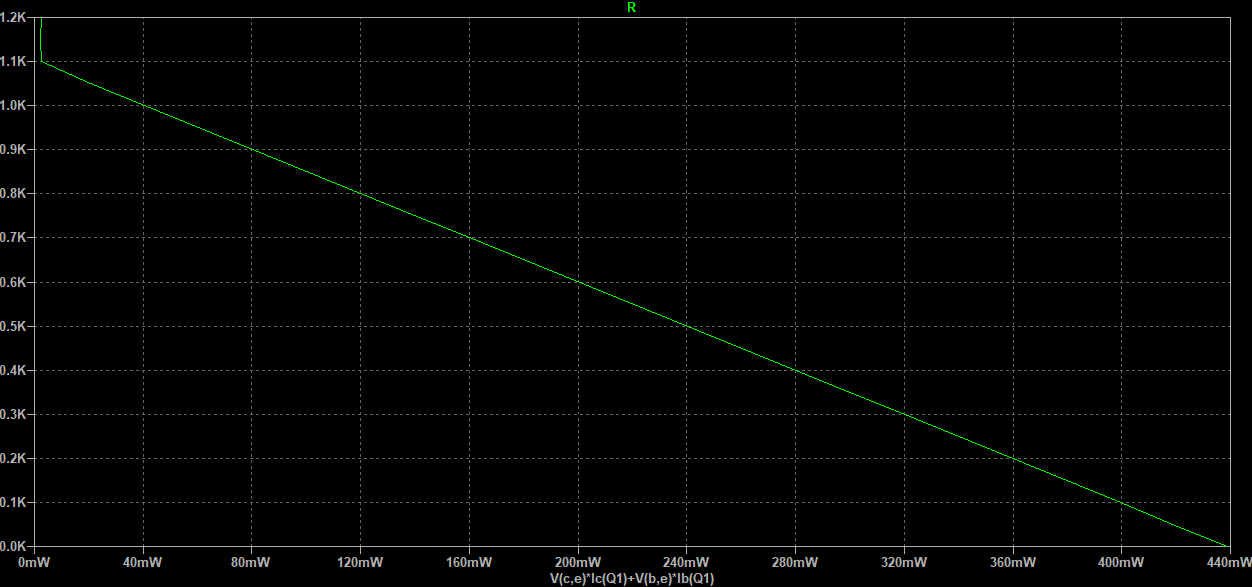 R
1.2K
1.1K
1.0K
0.9K
0.8K
0.7K
0.6K
0.5K
0.4K
0.3K
0.2K
0.1K
0.0K
0mW 40mW 80mW 120mW 160mW 200mW 240mW 280mW 320mW 360mW 400mW 440mW
V(c,e)*Ic(Q1)+V(b,e)*Ib(Q1)